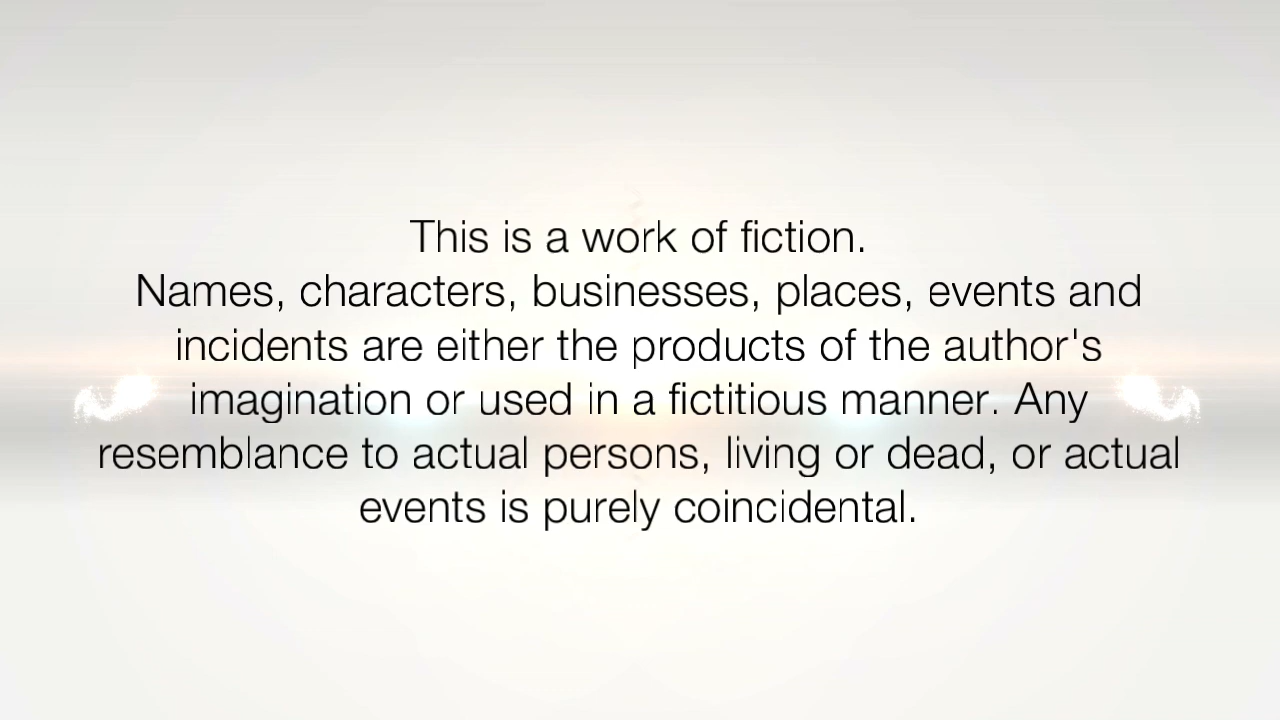 This is a work of fiction.
Names, characters, businesses, places, events and
incidents are either the products of the author's
imagination or used in a fictitious manner. Any
resemblance to actual persons, living or dead, or actual
events is purely coincidental.